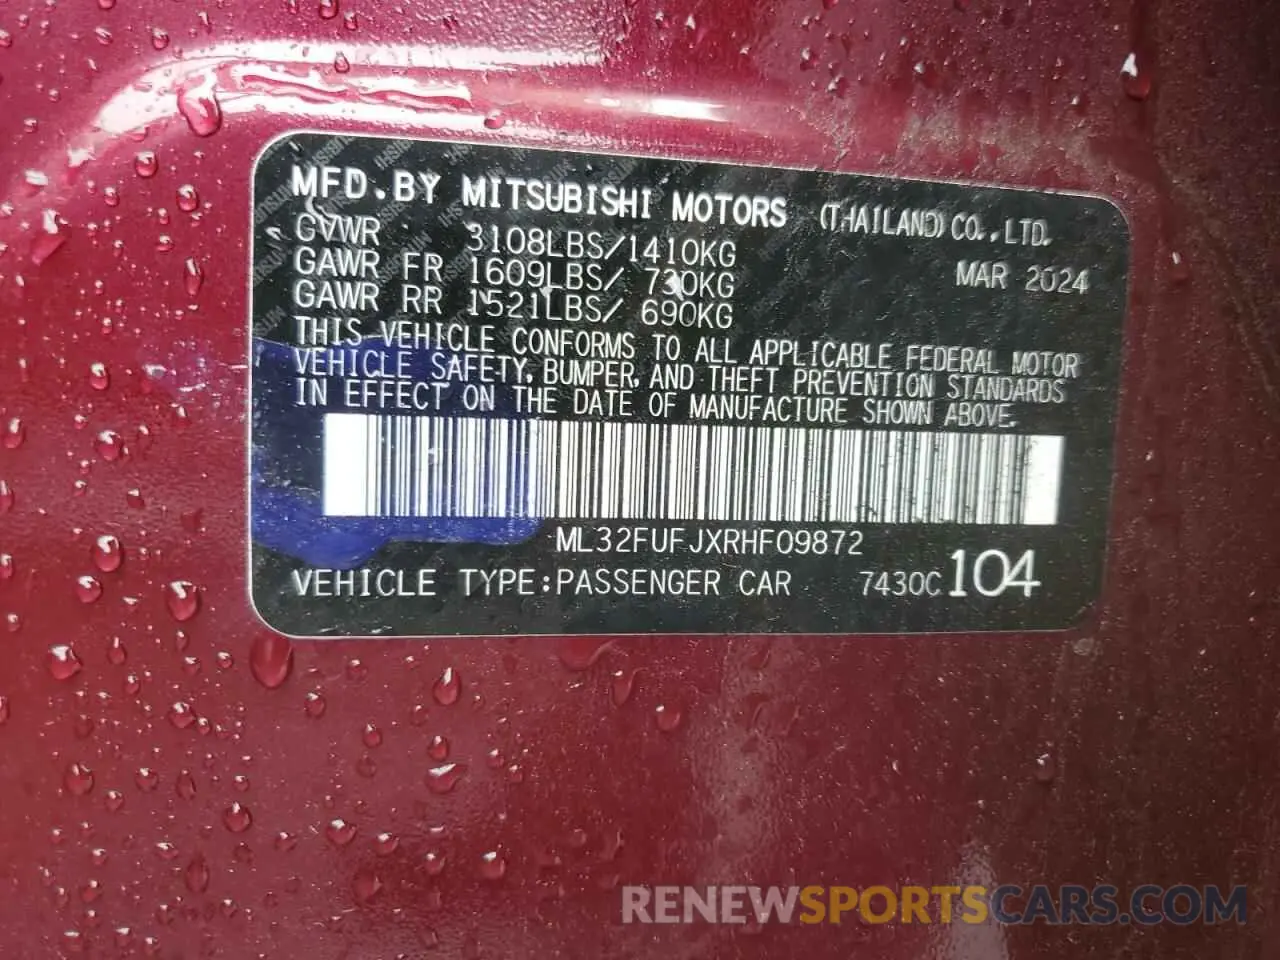 MFD.BY MITSUBISHI MOTORS (THAILAND) CO.,LTD.
GVWR 3108LBS/1410KG
MAR 2024
GAWR FR 1609LBS/ 730KG
GAWR RR 1521LBS/ 690KG
THIS VEHICLE CONFORMS TO ALL APPLICABLE FEDERAL MOTOR
VEHICLE SAFETY, BUMPER, AND THEFT PREVENTION STANDARDS
IN EFFECT ON THE DATE OF MANUFACTURE SHOWN ABOVE.
ML32FUFJXRHF09872
VEHICLE TYPE:PASSENGER CAR 7430C 104
RENEWSPORTSCARS.COM